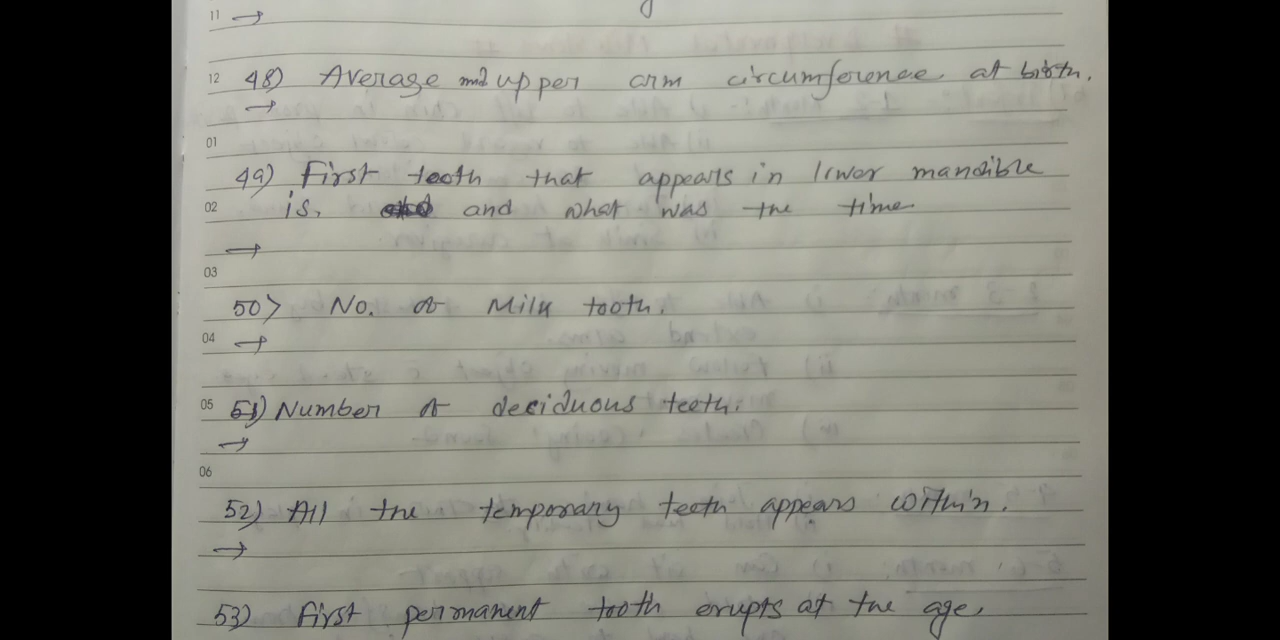 11 →
12 48) Average mid upper arm circumference at birth.
→
01
49) First teeth that appears in lower mandible
02 is. and what was the time
→
03
50) No. of Milk tooth.
04 →
05 51) Number of deciduous teeth.
→
06
52) All the temporary teeth appears within.
→
53) First permanent tooth erupts at the age.